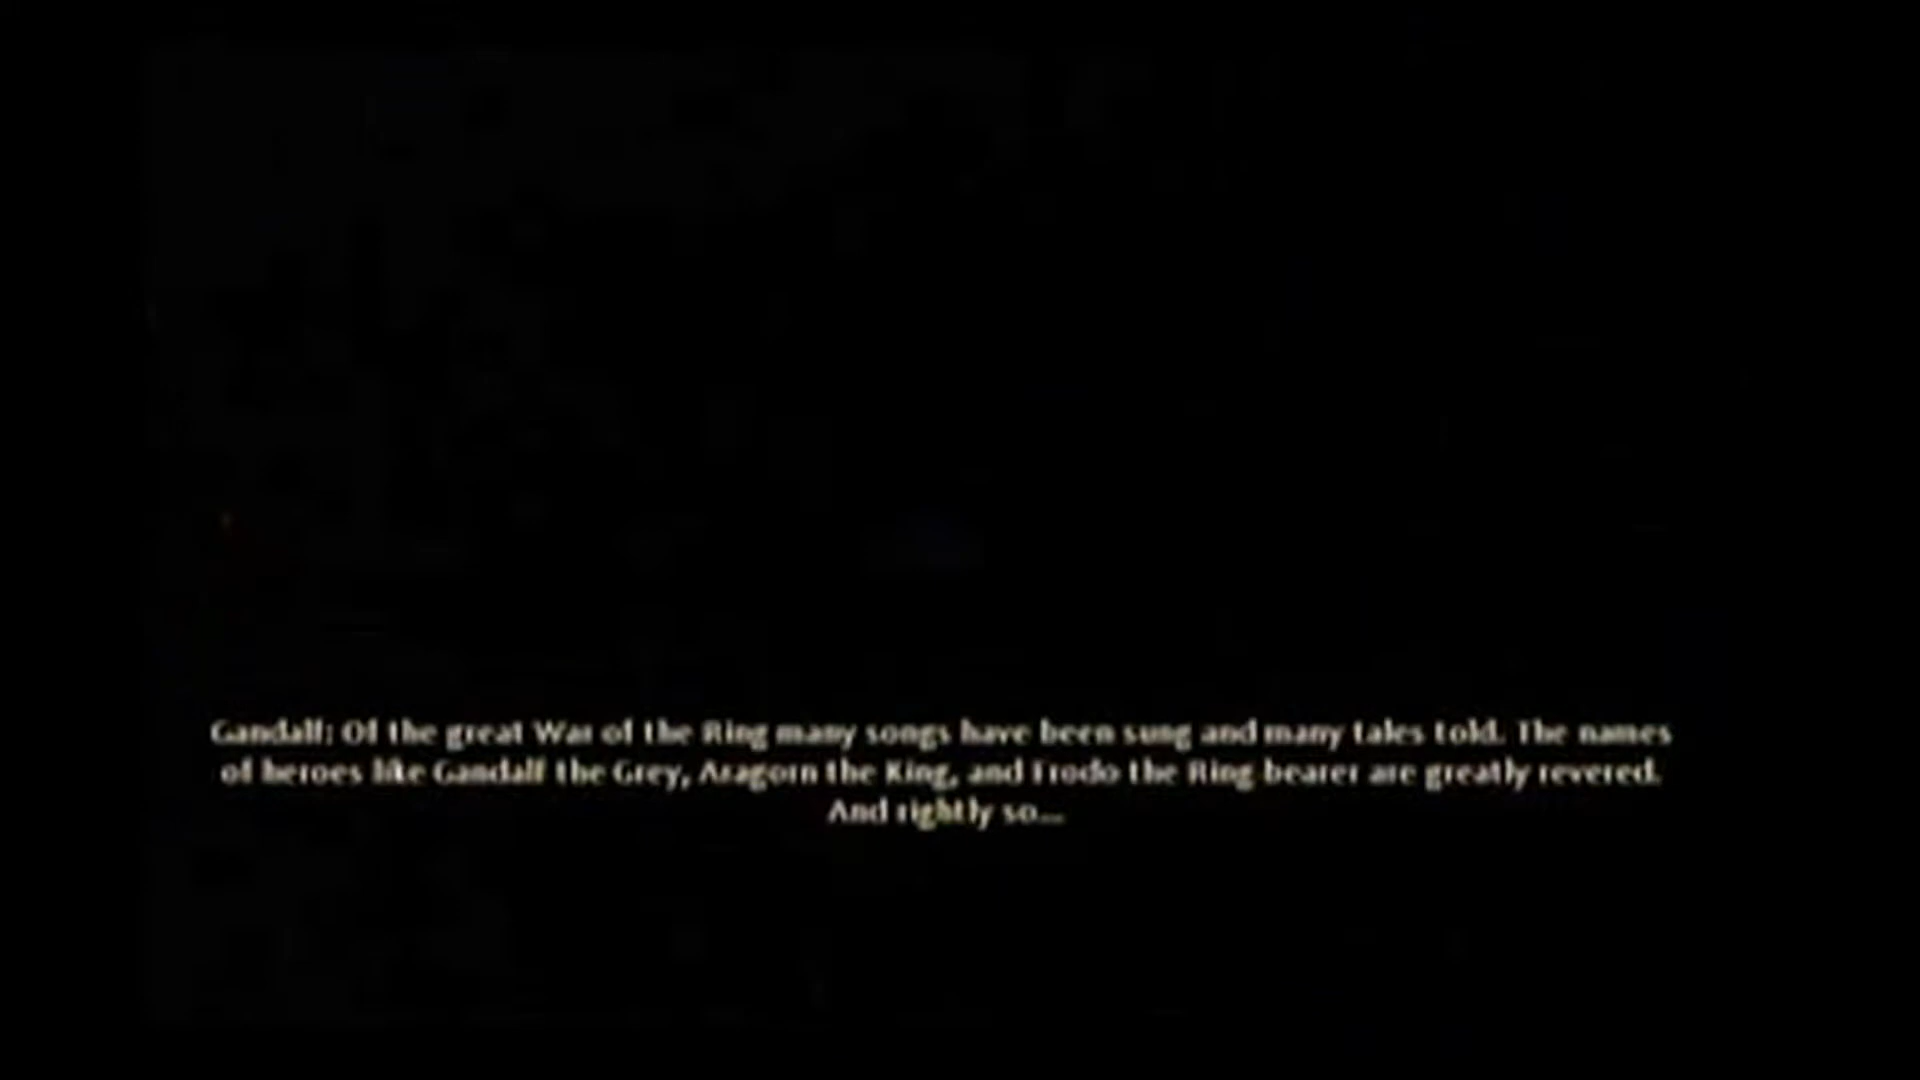 Gandalf: Of the great War of the Ring many songs have been sung and many tales told. The names
of heroes like Gandalf the Grey, Aragorn the King, and Frodo the Ring bearer are greatly revered.
And rightly so...